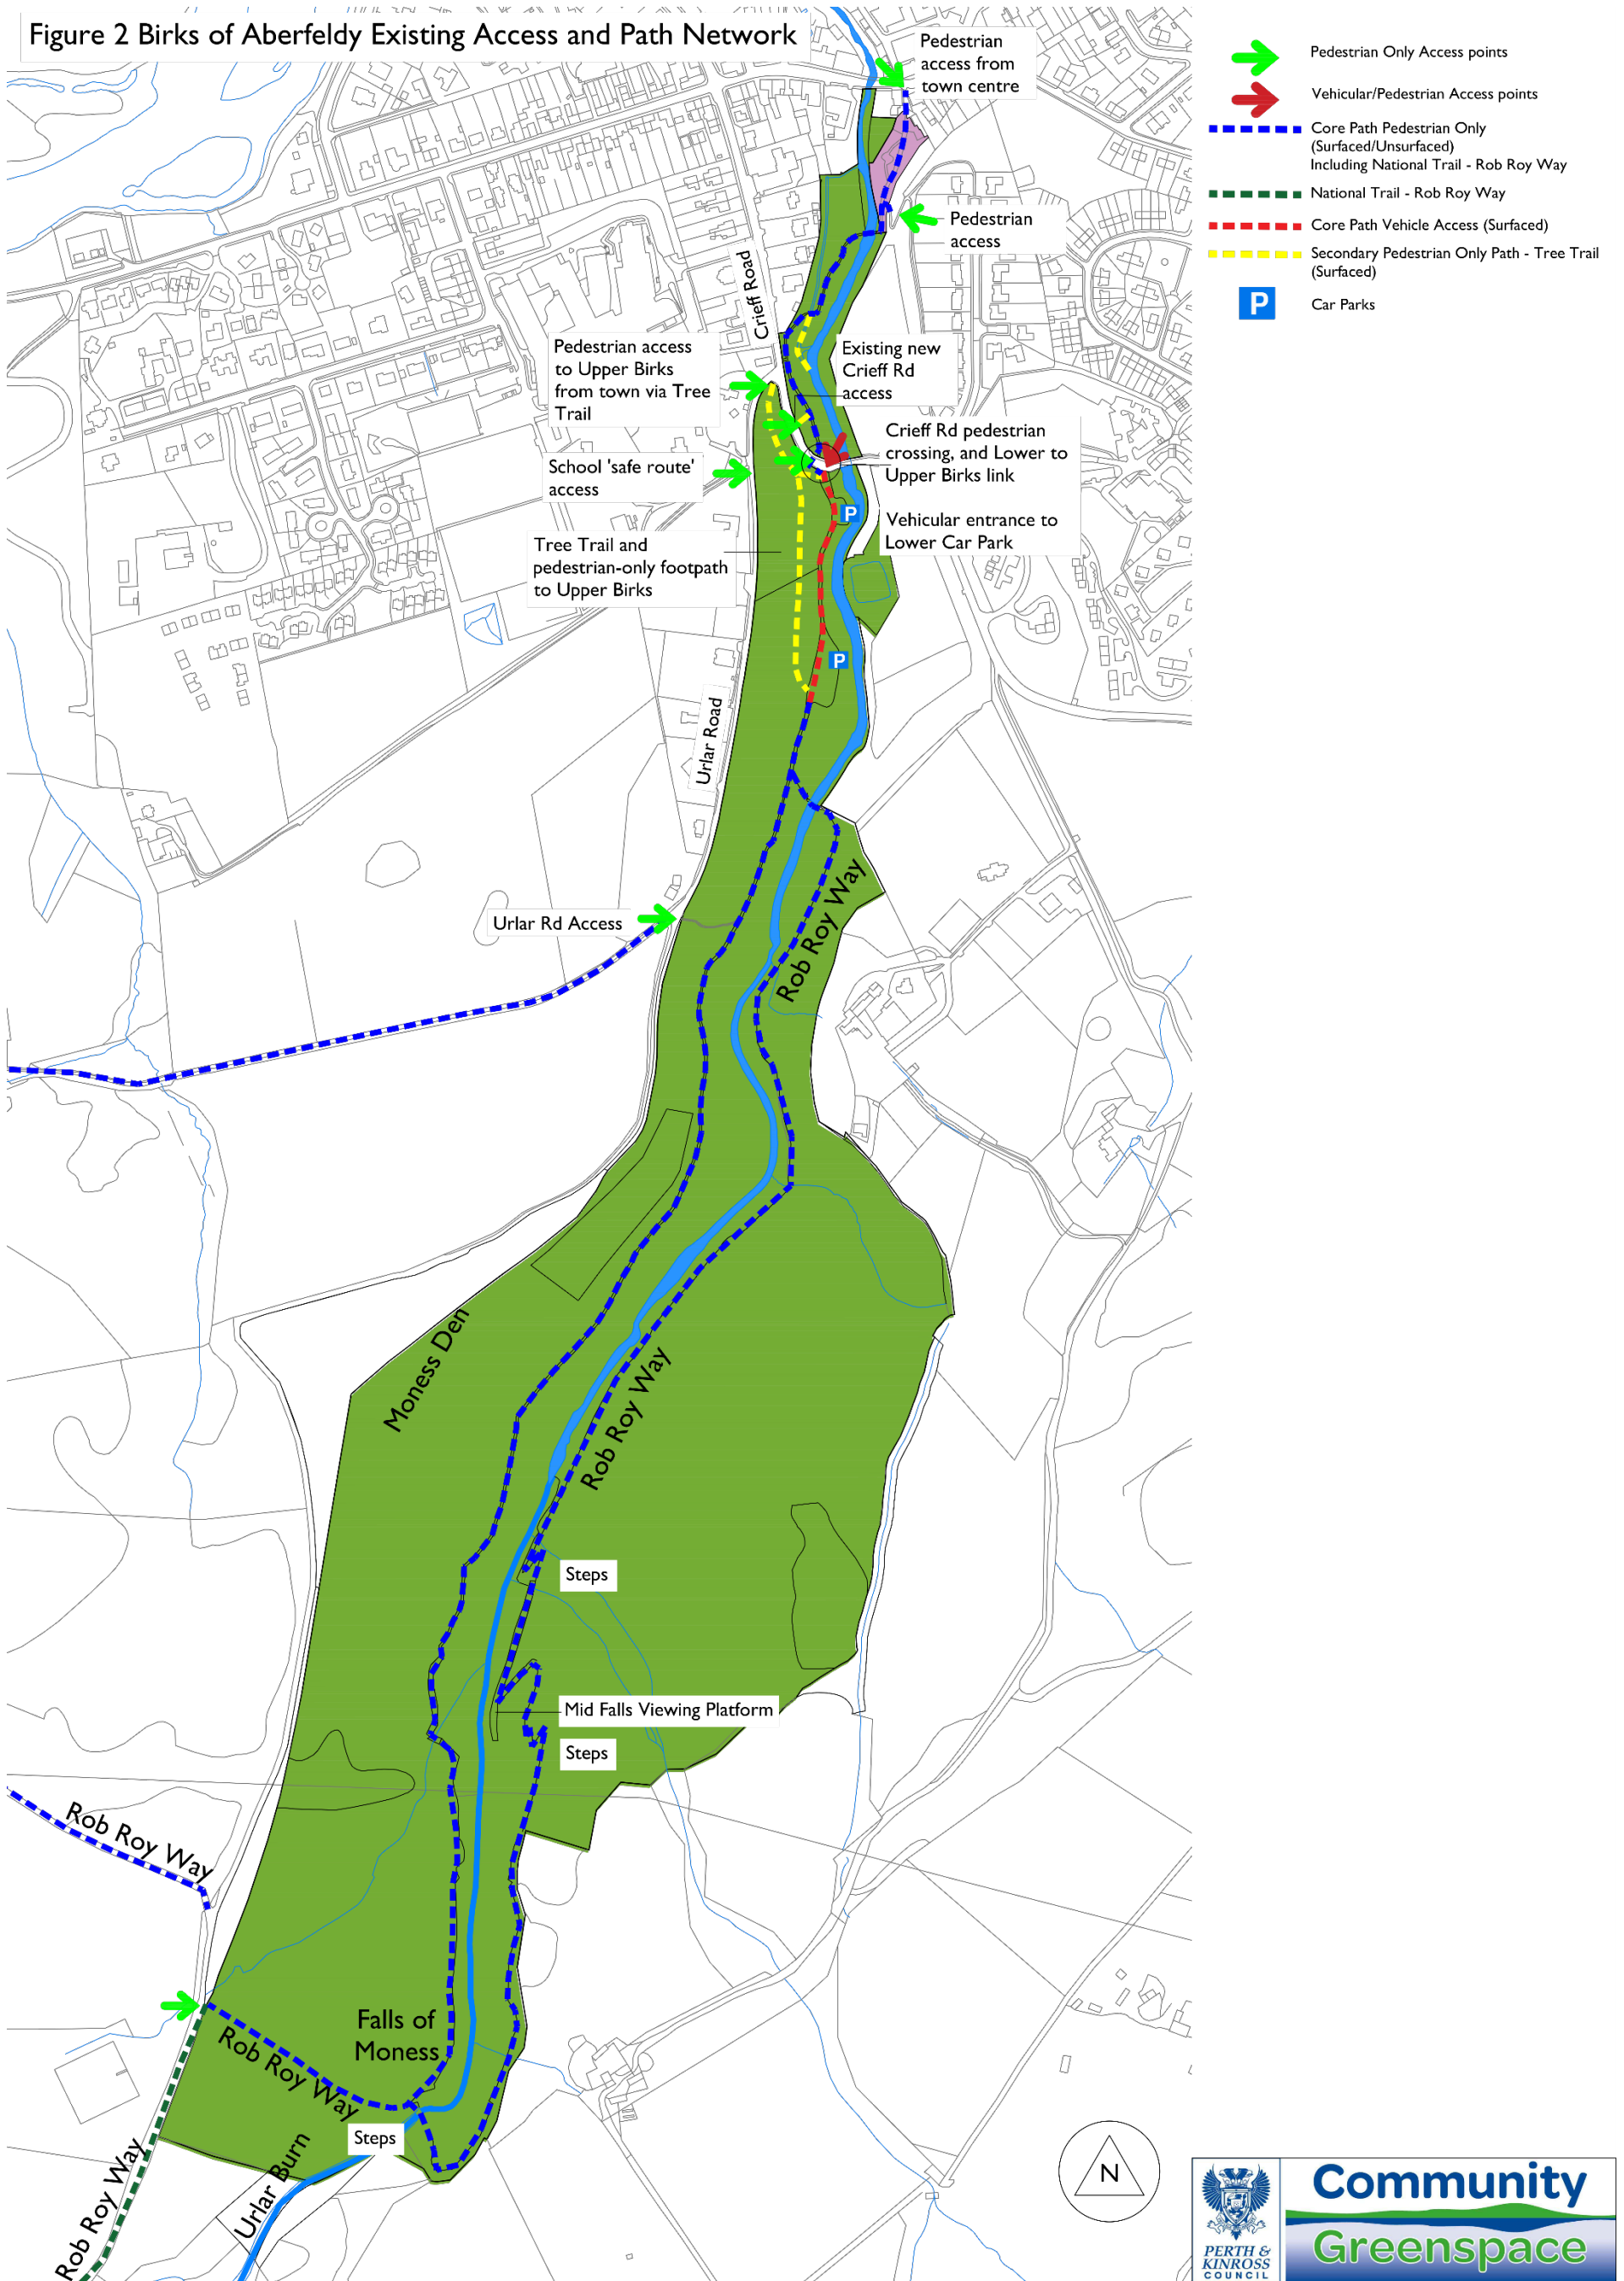 Figure 2 Birks of Aberfeldy Existing Access and Path Network
Pedestrian
access from
town centre
Pedestrian
access
Crieff Road
Pedestrian access
to Upper Birks
from town via Tree
Trail
Existing new
Crieff Rd
access
Crieff Rd pedestrian
crossing, and Lower to
Upper Birks link
School 'safe route'
access
P
Vehicular entrance to
Lower Car Park
Tree Trail and
pedestrian-only footpath
to Upper Birks
P
Urlar Road
Urlar Rd Access
Rob Roy Way
Moness Den
Rob Roy Way
Steps
Mid Falls Viewing Platform
Steps
Rob Roy Way
Falls of
Moness
Rob Roy Way
Steps
Urlar Burn
Rob Roy Way
N
Pedestrian Only Access points
Vehicular/Pedestrian Access points
Core Path Pedestrian Only
(Surfaced/Unsurfaced)
Including National Trail - Rob Roy Way
National Trail - Rob Roy Way
Core Path Vehicle Access (Surfaced)
Secondary Pedestrian Only Path - Tree Trail
(Surfaced)
P
Car Parks
PERTH &
KINROSS
COUNCIL
Community
Greenspace